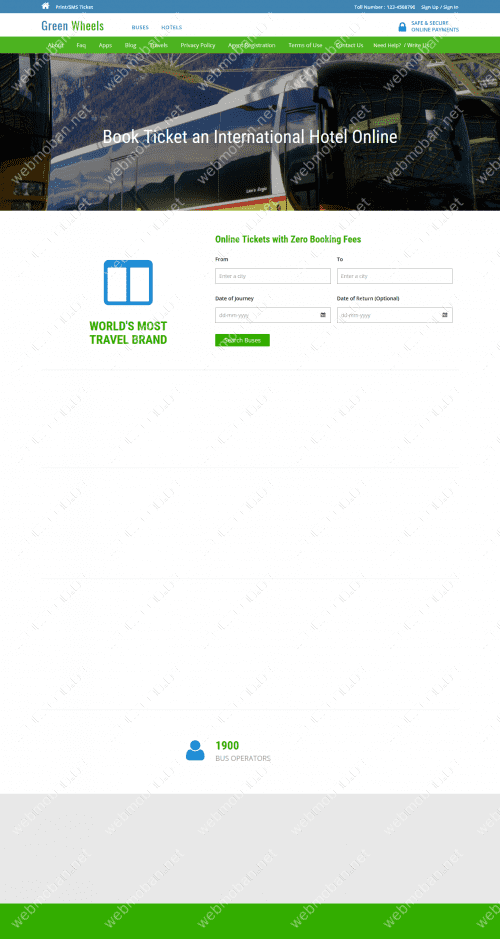 Print/SMS Ticket
Toll Number : 123-4568790 Sign Up / Sign In
Green Wheels
BUSES HOTELS
SAFE & SECURE
ONLINE PAYMENTS
About Faq Apps Blog Travels Privacy Policy Agent Registration Terms of Use Contact Us Need Help? / Write Us
Book Ticket an International Hotel Online
Online Tickets with Zero Booking Fees
From To
Enter a city Enter a city
Date of Journey Date of Return (Optional)
dd-mm-yyyy dd-mm-yyyy
Search Buses
WORLD'S MOST
TRAVEL BRAND
1900
BUS OPERATORS
webmoban.net